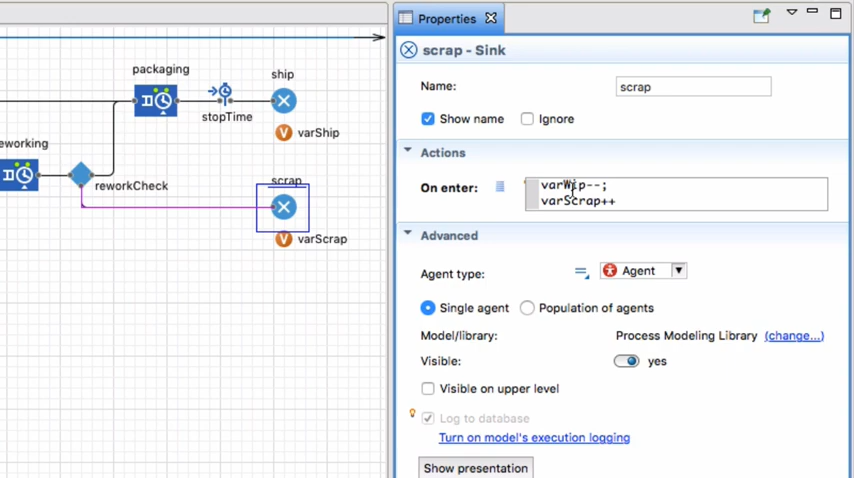 Properties
scrap - Sink
Name:
scrap
Show name
Ignore
Actions
On enter:
varWip--;
varScrap++
Advanced
Agent type:
Agent
Single agent
Population of agents
Model/library:
Process Modeling Library
(change...)
Visible:
yes
Visible on upper level
Log to database
Turn on model's execution logging
Show presentation
packaging
ship
stopTime
V
varShip
eworking
reworkCheck
scrap
V
varScrap